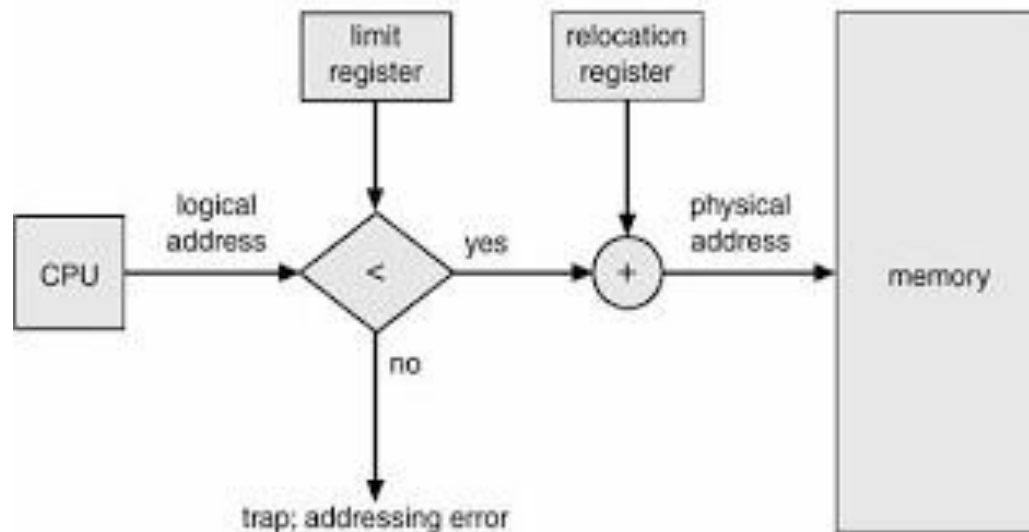 limit
register
relocation
register
logical
address
physical
address
CPU
<
yes
+
memory
no
trap; addressing error